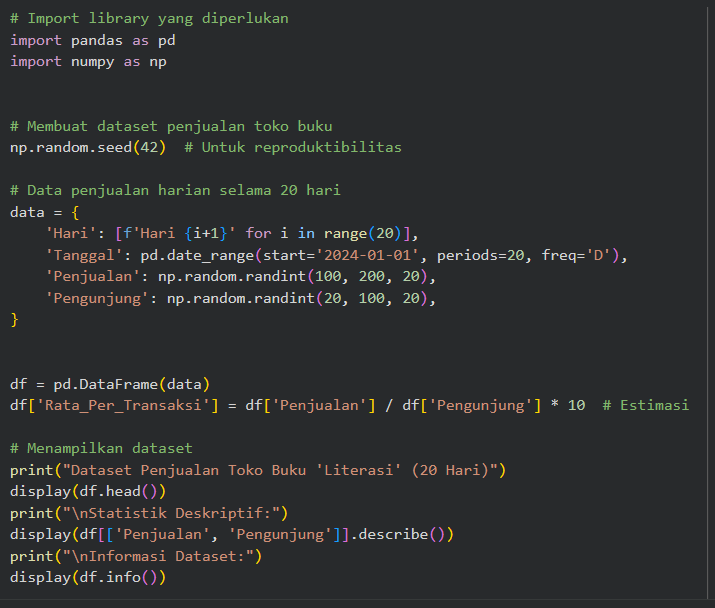 # Import library yang diperlukan
import pandas as pd
import numpy as np
# Membuat dataset penjualan toko buku
np.random.seed(42)  # Untuk reproduktibilitas
# Data penjualan harian selama 20 hari
data = {
    'Hari': [f'Hari {i+1}' for i in range(20)],
    'Tanggal': pd.date_range(start='2024-01-01', periods=20, freq='D'),
    'Penjualan': np.random.randint(100, 200, 20),
    'Pengunjung': np.random.randint(20, 100, 20),
}
df = pd.DataFrame(data)
df['Rata_Per_Transaksi'] = df['Penjualan'] / df['Pengunjung'] * 10  # Estimasi
# Menampilkan dataset
print("Dataset Penjualan Toko Buku 'Literasi' (20 Hari)")
display(df.head())
print("\nStatistik Deskriptif:")
display(df[['Penjualan', 'Pengunjung']].describe())
print("\nInformasi Dataset:")
display(df.info())